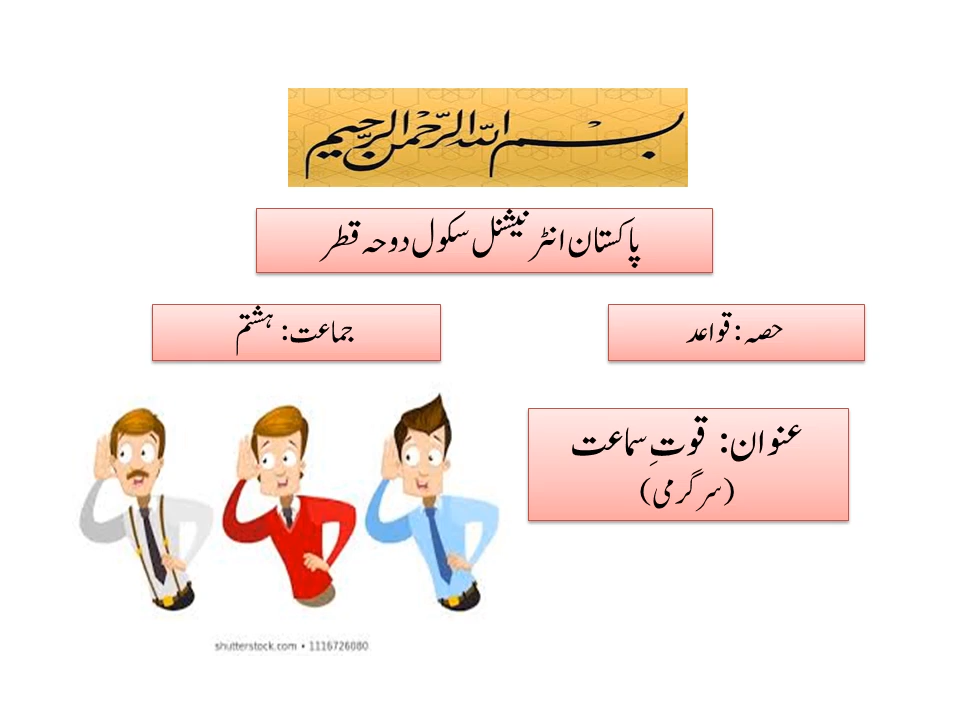 بسم اللہ الرحمن الرحیم
پاکستان انٹرنیشنل سکول دوحہ قطر
حصہ: قواعد
جماعت: ہشتم
عنوان: قوتِ سماعت
(سرگرمی)
shutterstock.com • 1116726080